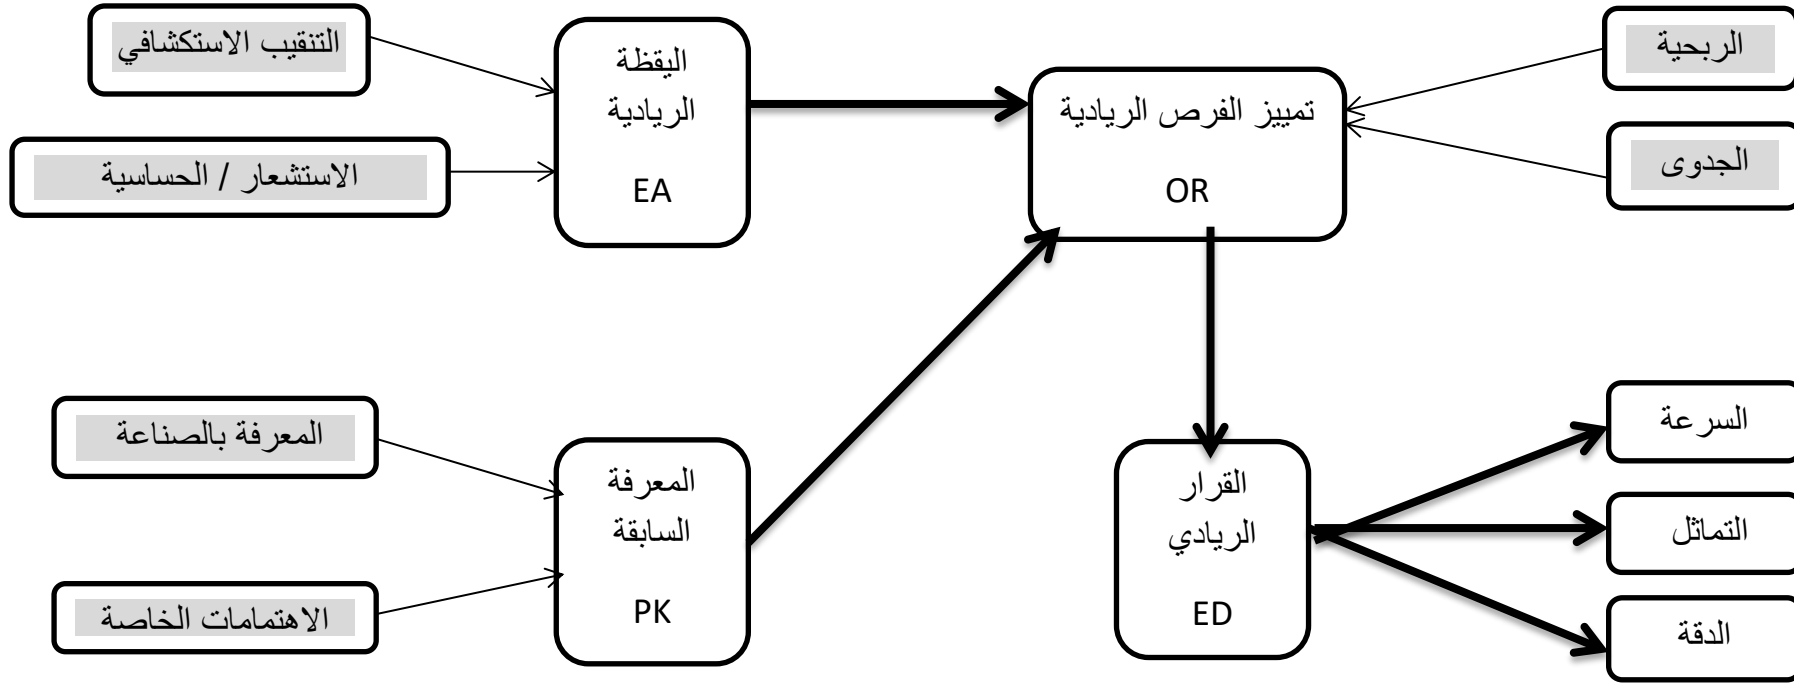 التنقيب الاستكشافي
الاستشعار / الحساسية
اليقظة
الريادية
EA
تمييز الفرص الريادية
OR
الربحية
الجدوى
المعرفة بالصناعة
الاهتمامات الخاصة
المعرفة
السابقة
PK
القرار
الريادي
ED
السرعة
التماثل
الدقة